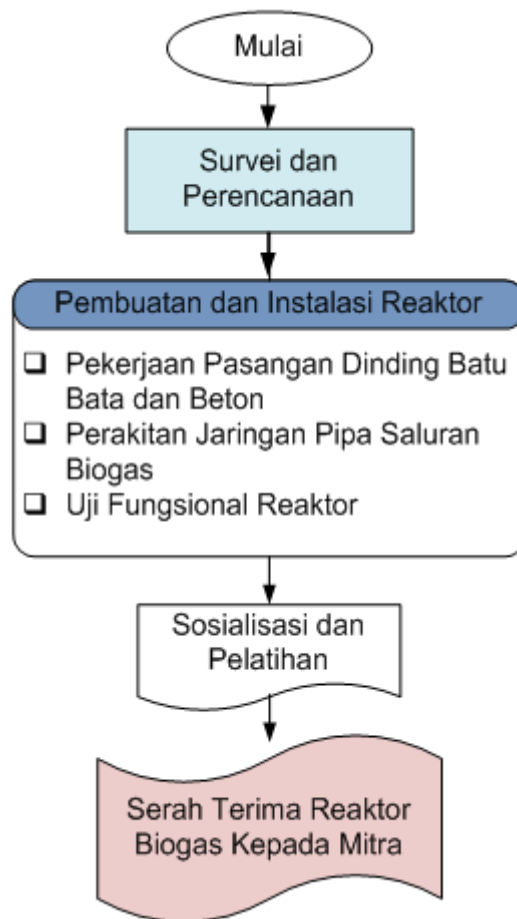 Mulai
Survei dan
Perencanaan
Pembuatan dan Instalasi Reaktor
❑ Pekerjaan Pasangan Dinding Batu
Bata dan Beton
❑ Perakitan Jaringan Pipa Saluran
Biogas
❑ Uji Fungsional Reaktor
Sosialisasi dan
Pelatihan
Serah Terima Reaktor
Biogas Kepada Mitra